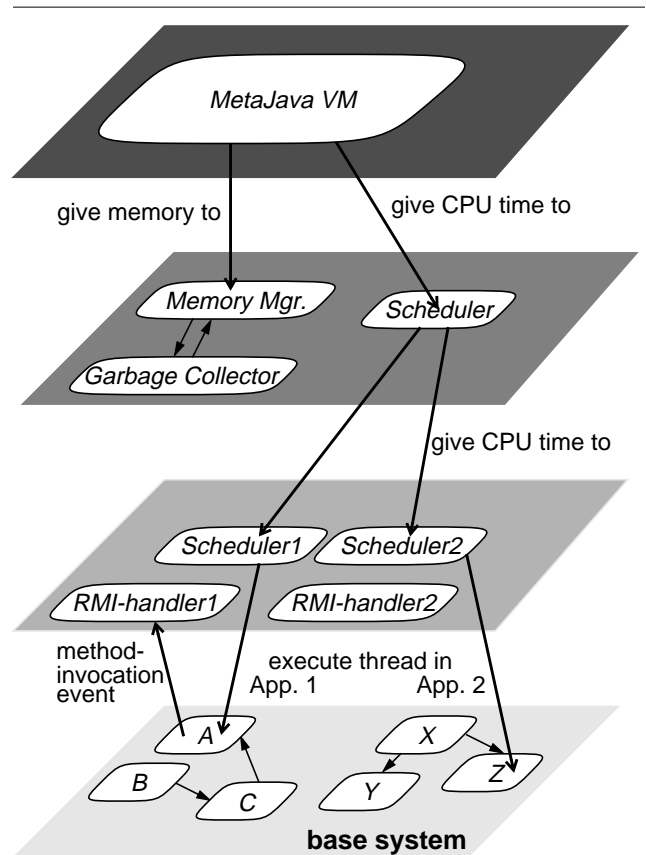 MetaJava VM
give memory to
give CPU time to
Memory Mgr.
Scheduler
Garbage Collector
give CPU time to
Scheduler1
Scheduler2
RMI-handler1
RMI-handler2
method-
invocation
event
execute thread in
App. 1
App. 2
A
X
B
C
Y
Z
base system